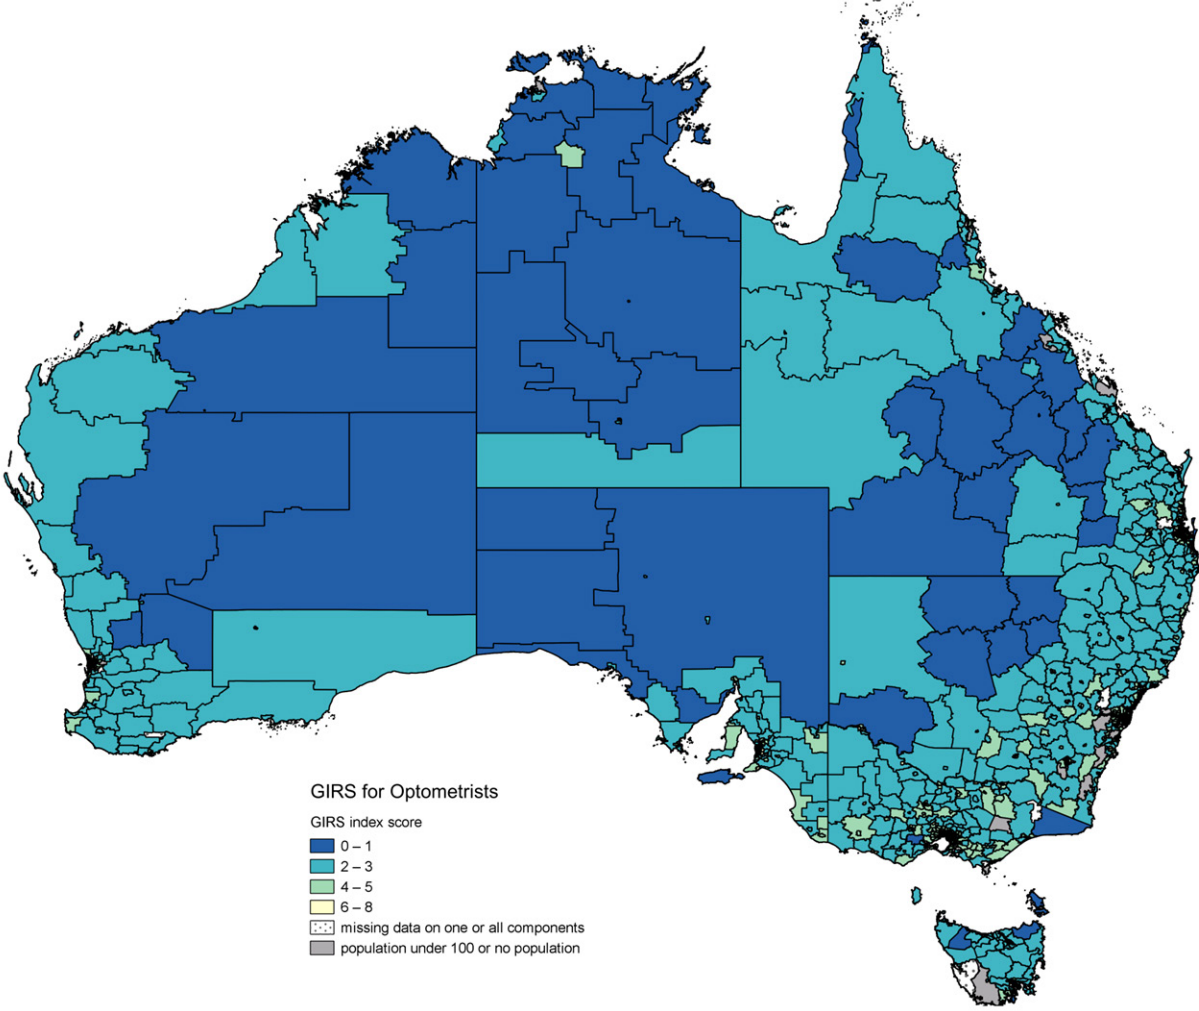 GIRS for Optometrists
GIRS index score
0 – 1
2 – 3
4 – 5
6 – 8
missing data on one or all components
population under 100 or no population